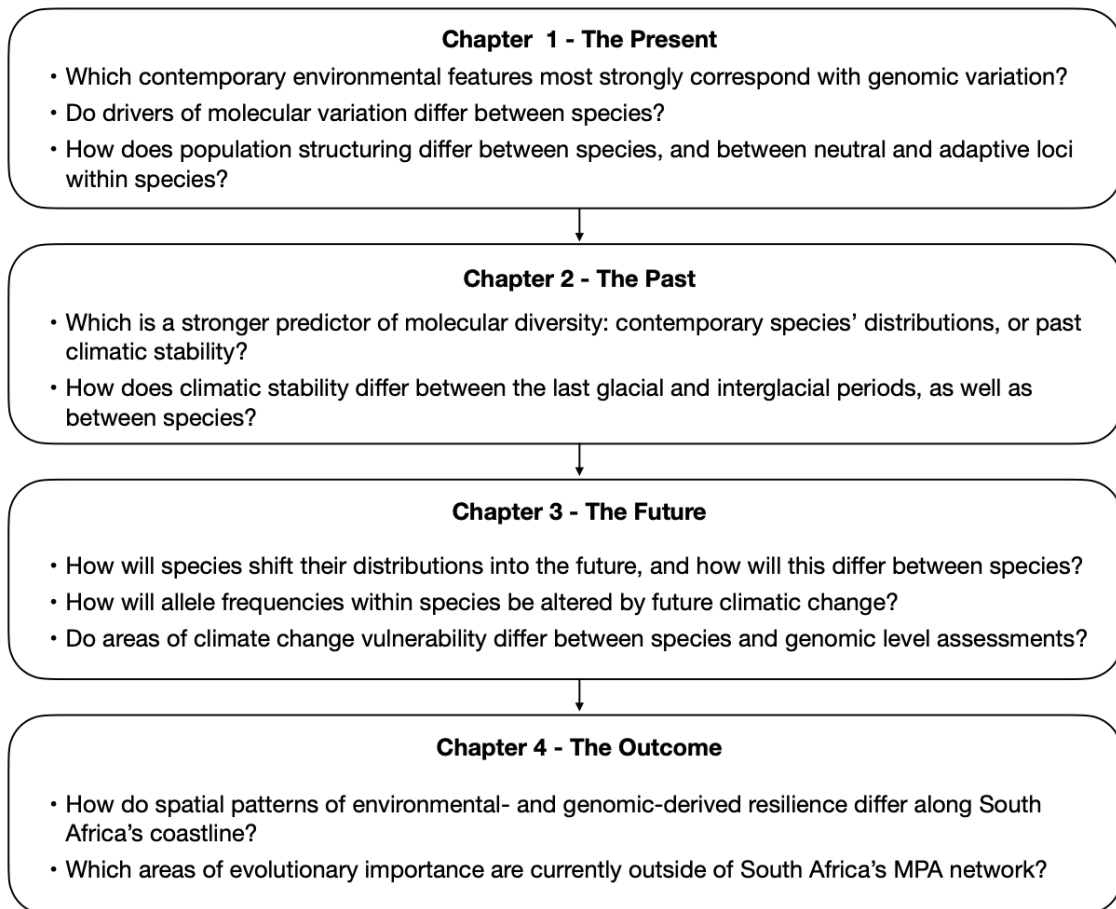 Chapter 1 - The Present
• Which contemporary environmental features most strongly correspond with genomic variation?
• Do drivers of molecular variation differ between species?
• How does population structuring differ between species, and between neutral and adaptive loci
within species?
Chapter 2 - The Past
• Which is a stronger predictor of molecular diversity: contemporary species’ distributions, or past
climatic stability?
• How does climatic stability differ between the last glacial and interglacial periods, as well as
between species?
Chapter 3 - The Future
• How will species shift their distributions into the future, and how will this differ between species?
• How will allele frequencies within species be altered by future climatic change?
• Do areas of climate change vulnerability differ between species and genomic level assessments?
Chapter 4 - The Outcome
• How do spatial patterns of environmental- and genomic-derived resilience differ along South
Africa’s coastline?
• Which areas of evolutionary importance are currently outside of South Africa’s MPA network?